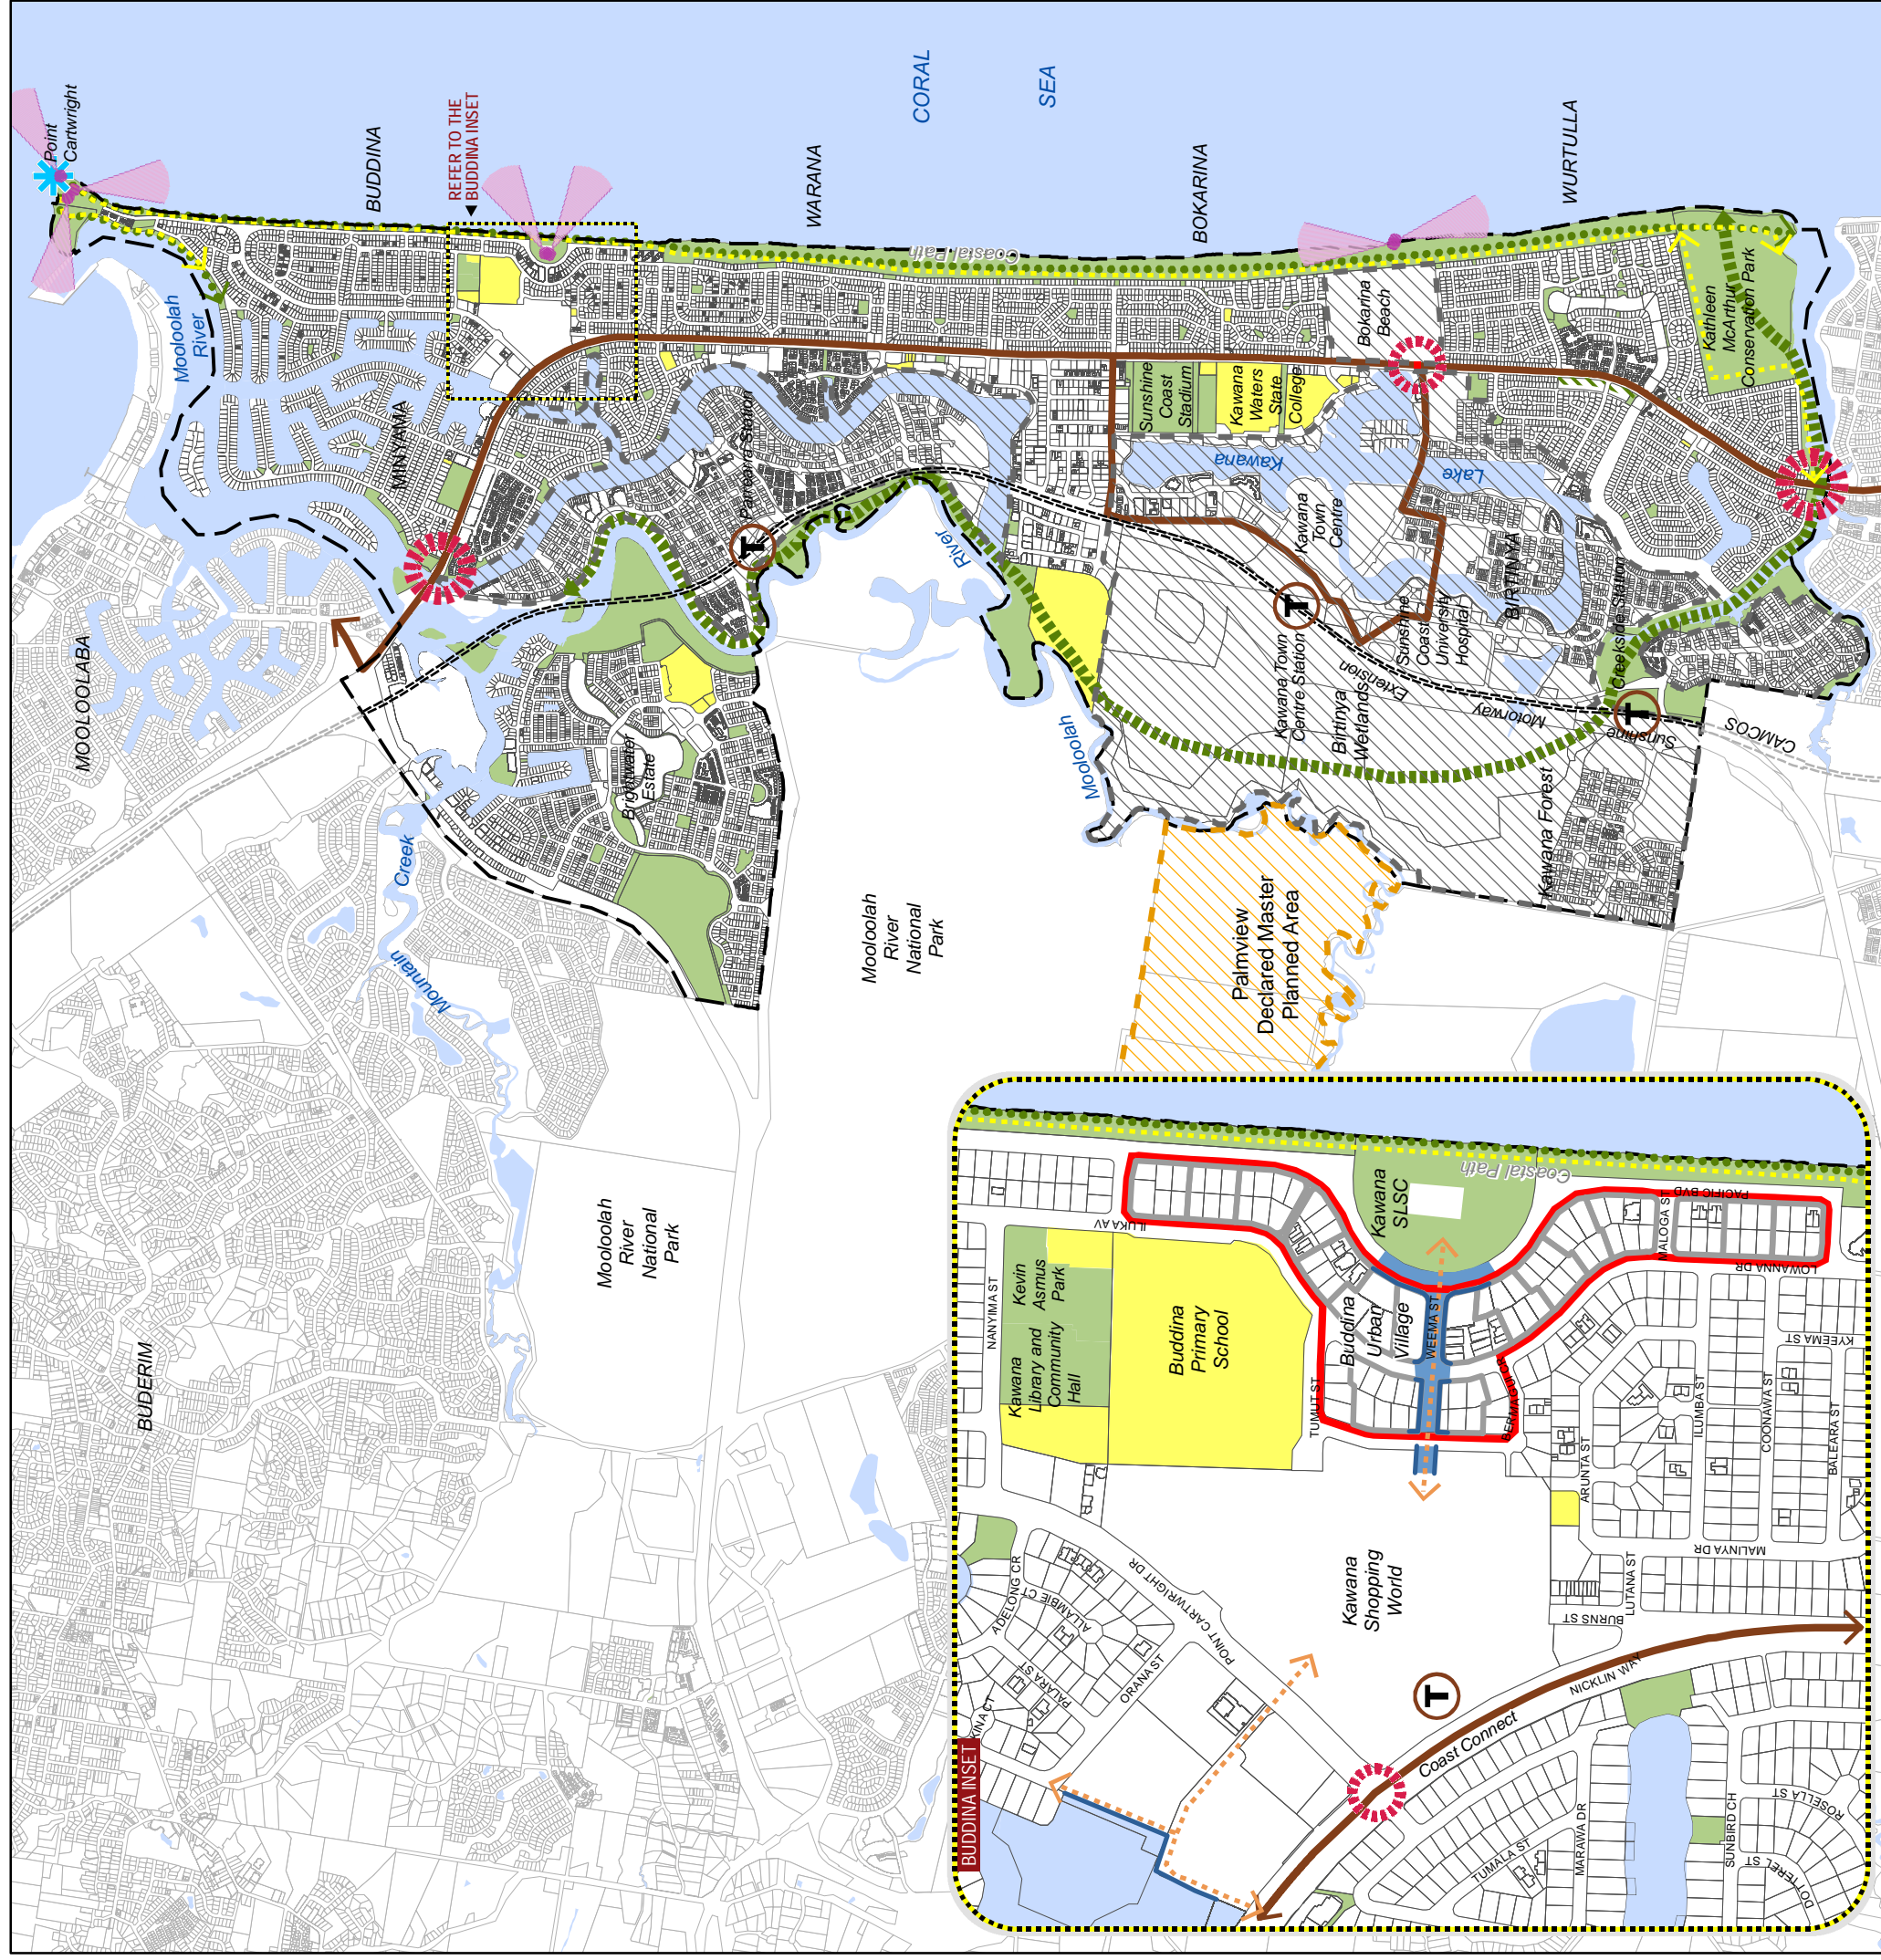 Point
Cartwright
BUDDINA
REFER TO THE
BUDDINA INSET
WARANA
CORAL
SEA
BOKARINA
WURTULLA
Mooloolah
River
MINYAWA
Coastal Path
Parrearra Station
Bokarina
Beach
Kathleen
McArthur
Conservation Park
Sunshine
Coast
Stadium
Kawana
Waters
State
College
Kawana
Lake
Kawana
Town
Centre
River
MOOLOOLABA
Brightwater
Estate
Creek
Mountain
Mooloolah
Kawana Town
Centre Station
Birtinya
Wetlands
Sunshine
Coast
University
Hospital
BIRTINYA
Creekside Station
Extension
Motorway
Sunshine
CAMCOS
Kawana Forest
Mooloolah
River
National
Park
Palmview
Declared Master
Planned Area
Mooloolah
River
National
Park
BUDERIM
BUDDINA INSET
NANYIMA ST
ILUKA AV
Kawana
Library and
Community
Hall
Kevin
Asmus
Park
Buddina
Primary
School
Kawana
SLSC
Coastal Path
PACIFIC BVD
MALOGA ST
LOWANNA DR
Buddina
Urban
Village
WEEMA ST
TUMUT ST
BERMAGUI CR
KYEEMA ST
ILUMBA ST
COONAWA ST
BALEARA ST
ARUNTA ST
MALINYA DR
LUTANA ST
BURNS ST
ADELONG CR
ALLAMBIE CT
PALARA ST
ORANA ST
POINT CARTWRIGHT DR
KINA CT
Kawana
Shopping
World
T
NICKLIN WAY
Coast Connect
TUMALA ST
MARAWA DR
SUNBIRD CH
ROSELLA ST
DOTTEREL ST
T
T
T